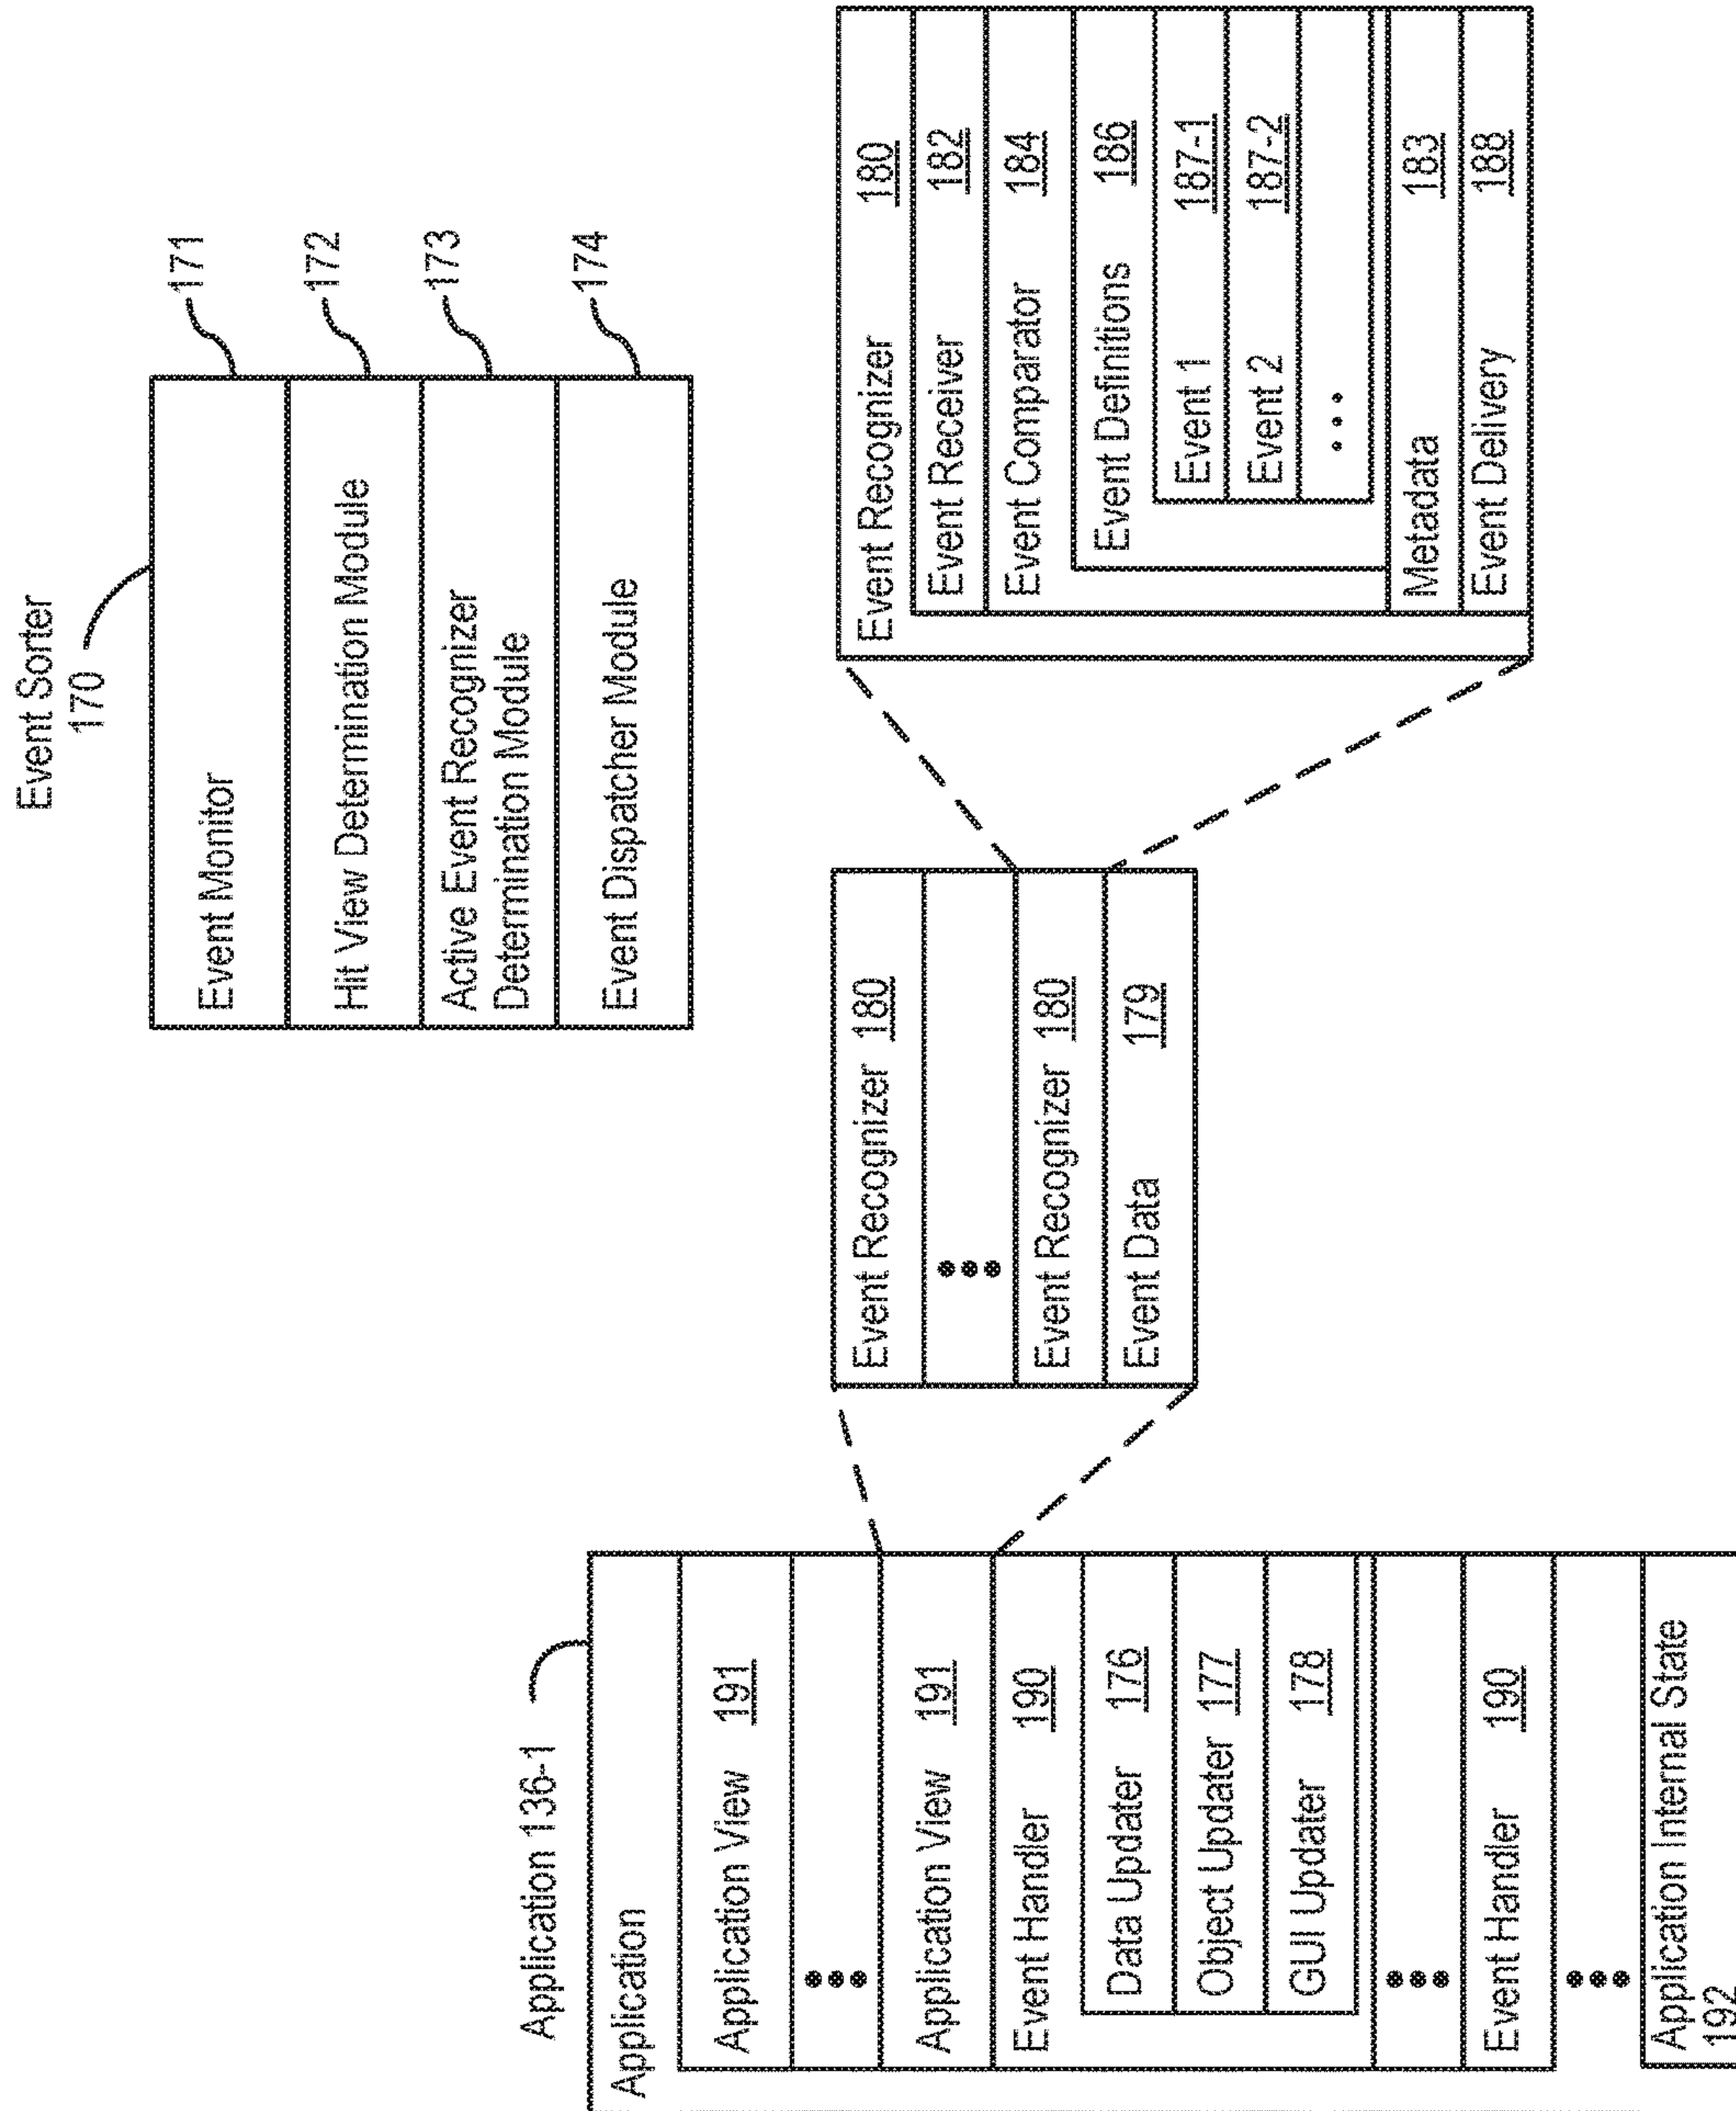 Event Sorter
170
Event Monitor
171
Hit View Determination Module
172
Active Event Recognizer
Determination Module
173
Event Dispatcher Module
174
Application 136-1
Application
Application View 191
•••
Application View 191
Event Handler 190
Data Updater 176
Object Updater 177
GUI Updater 178
•••
Event Handler 190
•••
Application Internal State
192
Event Recognizer 180
•••
Event Recognizer 180
Event Data 179
Event Recognizer 180
Event Receiver 182
Event Comparator 184
Event Definitions 186
Event 1 187-1
Event 2 187-2
•••
Metadata 183
Event Delivery 188